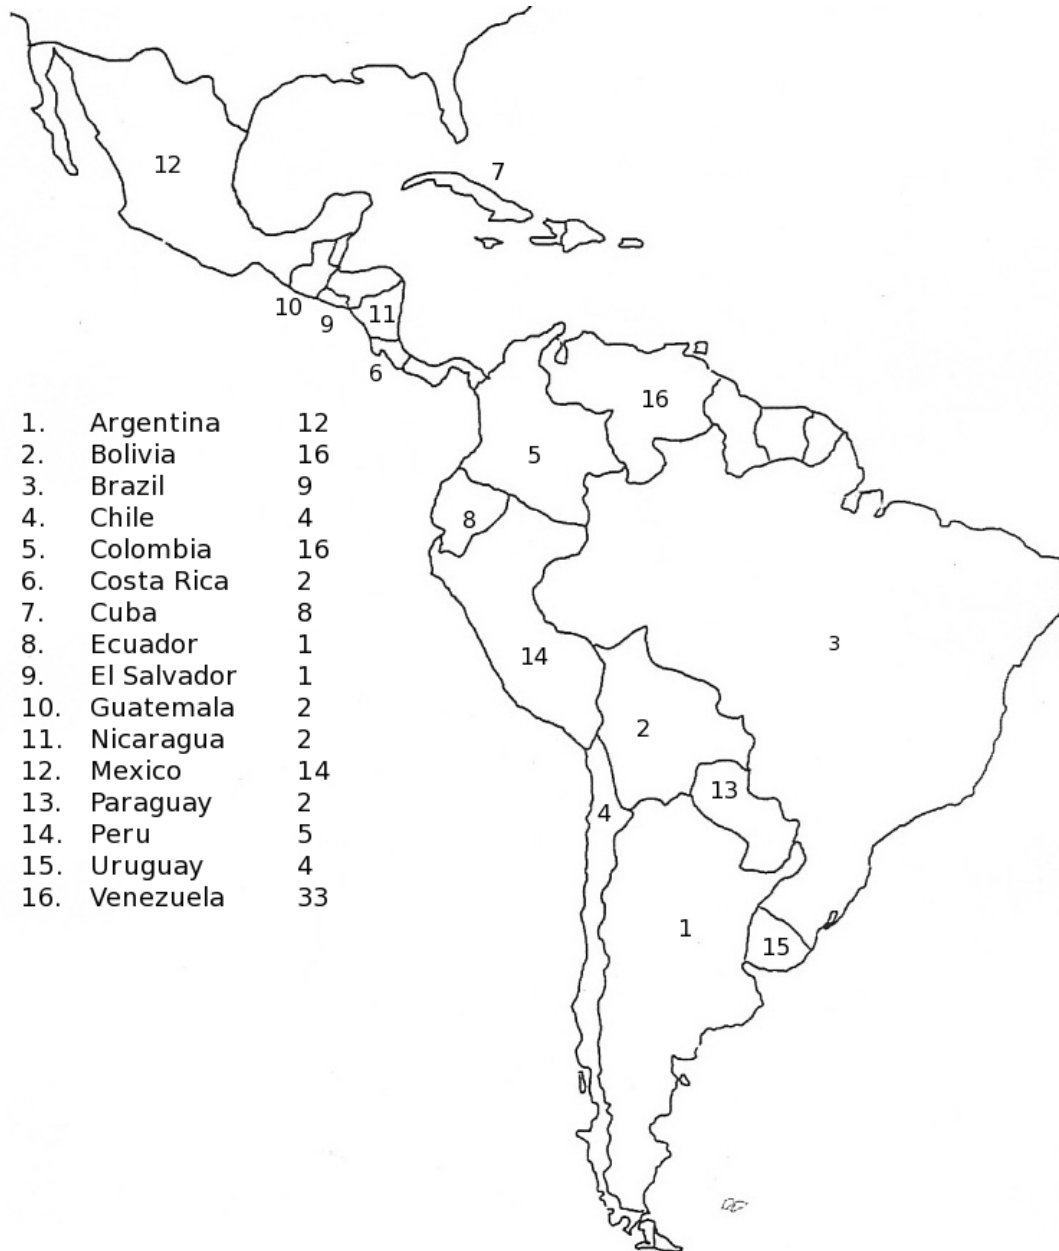 12
7
10
9
11
6
16
5
8
3
14
2
13
4
1
15
1. Argentina 12
2. Bolivia 16
3. Brazil 9
4. Chile 4
5. Colombia 16
6. Costa Rica 2
7. Cuba 8
8. Ecuador 1
9. El Salvador 1
10. Guatemala 2
11. Nicaragua 2
12. Mexico 14
13. Paraguay 2
14. Peru 5
15. Uruguay 4
16. Venezuela 33